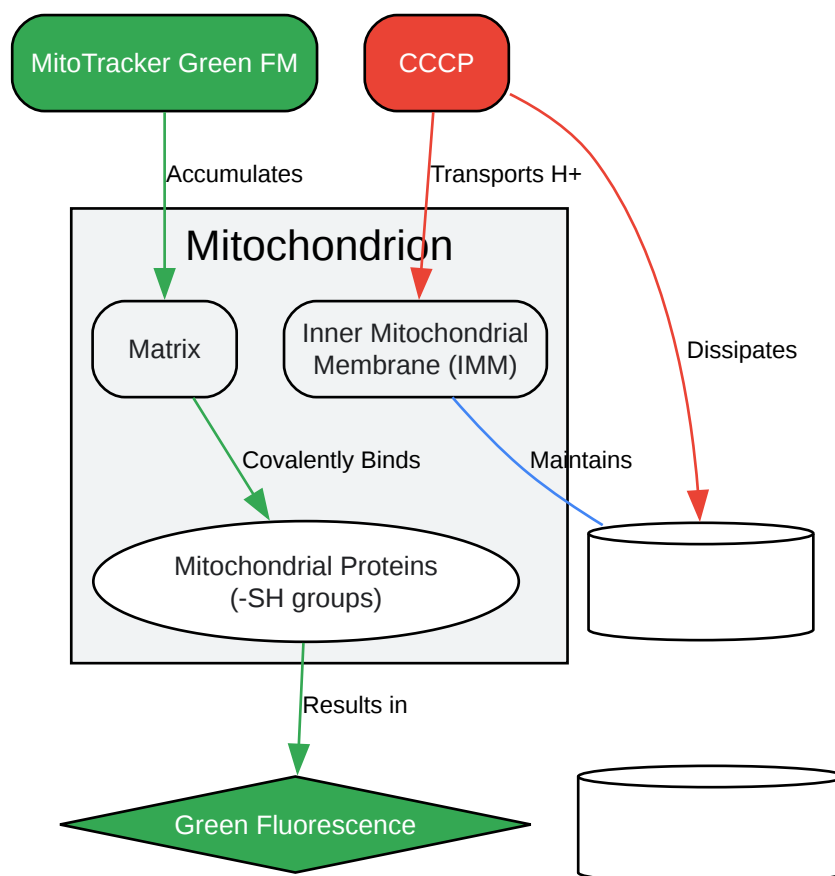 MitoTracker Green FM
CCCP
Accumulates
Transports H+
Mitochondrion
Matrix
Inner Mitochondrial
Membrane (IMM)
Dissipates
Covalently Binds
Maintains
Mitochondrial Proteins
(-SH groups)
Results in
Green Fluorescence